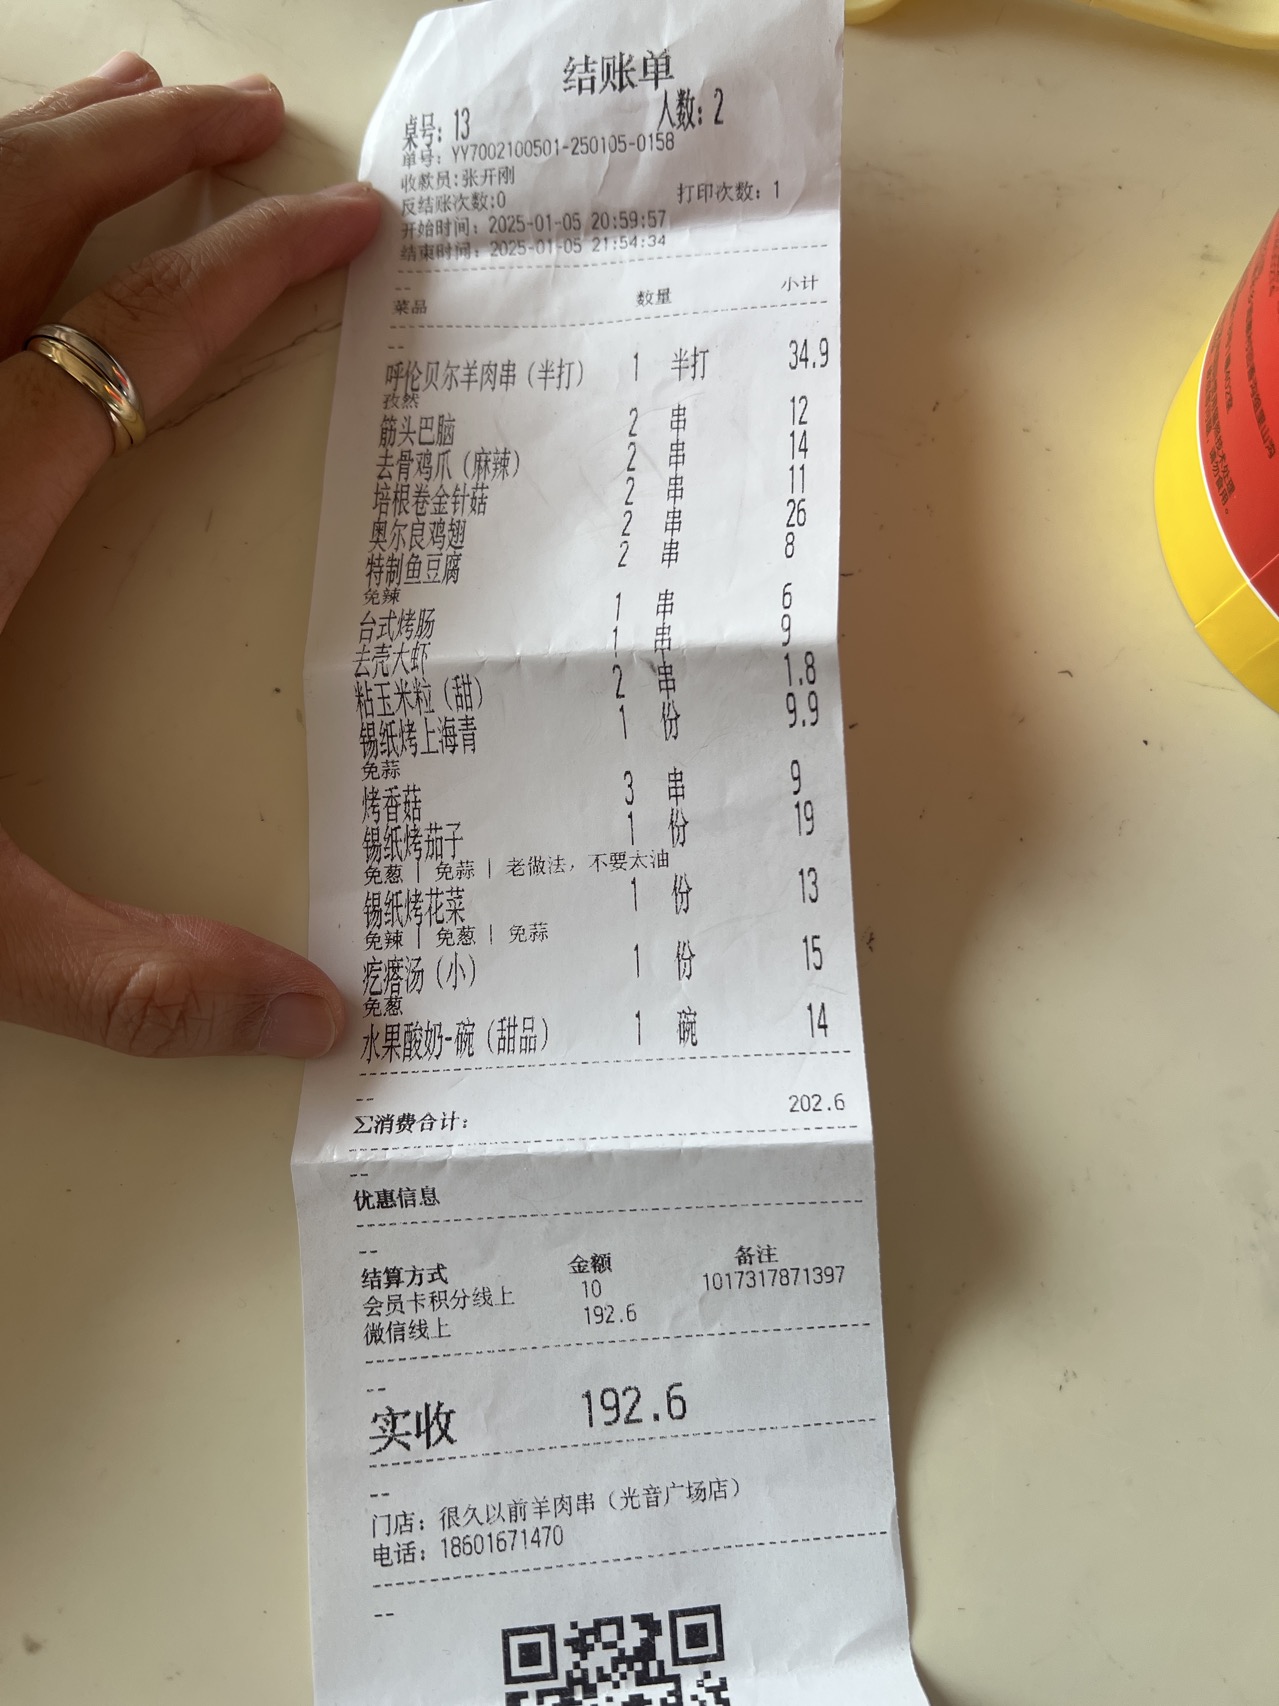 结账单
桌号: 13 人数: 2
单号: YY7002100501-250105-0158
收款员:张开刚
反结账次数:0 打印次数: 1
开始时间: 2025-01-05 20:59:57
结束时间: 2025-01-05 21:54:34
--
菜品 数量 小计
--
呼伦贝尔羊肉串(半打) 1 半打 34.9
孜然
筋头巴脑 2 串 12
去骨鸡爪(麻辣) 2 串 14
培根卷金针菇 2 串 11
奥尔良鸡翅 2 串 26
特制鱼豆腐 2 串 8
免辣
台式烤肠 1 串 6
去壳大虾 1 串 9
粘玉米粒(甜) 2 串 1.8
锡纸烤上海青 1 份 9.9
免蒜
烤香菇 3 串 9
锡纸烤茄子 1 份 19
免葱 | 免蒜 | 老做法, 不要太油
锡纸烤花菜 1 份 13
免辣 | 免葱 | 免蒜
疙瘩汤(小) 1 份 15
免葱
水果酸奶-碗(甜品) 1 碗 14
--
Σ消费合计: 202.6
--
优惠信息
--
结算方式 金额 备注
会员卡积分线上 10 1017317871397
微信线上 192.6
--
实收 192.6
--
门店: 很久以前羊肉串(光音广场店)
电话: 18601671470
--